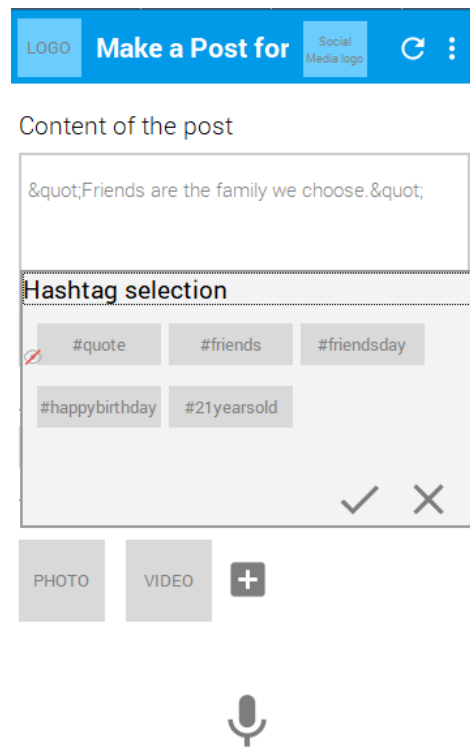 LOGO Make a Post for Social Media logo
Content of the post
&quot;Friends are the family we choose.&quot;
Hashtag selection
#quote #friends #friendsday
#happybirthday #21yearsold
PHOTO VIDEO